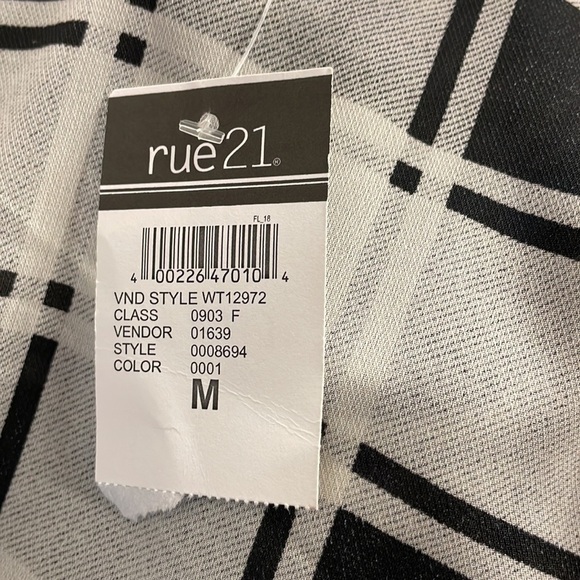 rue21®
FL_18
4 00226 47010 4
VND STYLE WT12972
CLASS 0903 F
VENDOR 01639
STYLE 0008694
COLOR 0001
M